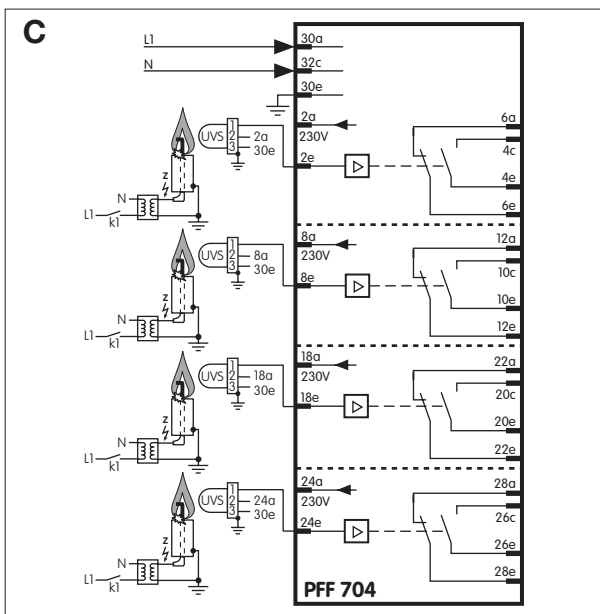 C
L1
N
30a
32c
30e
2a
230V
2e
6a
4c
4e
6e
UVS
1
2
3
2a
30e
z
N
L1
k1
8a
230V
8e
12a
10c
10e
12e
UVS
1
2
3
8a
30e
z
N
L1
k1
18a
230V
18e
22a
20c
20e
22e
UVS
1
2
3
18a
30e
z
N
L1
k1
24a
230V
24e
28a
26c
26e
28e
UVS
1
2
3
24a
30e
z
N
L1
k1
PFF 704